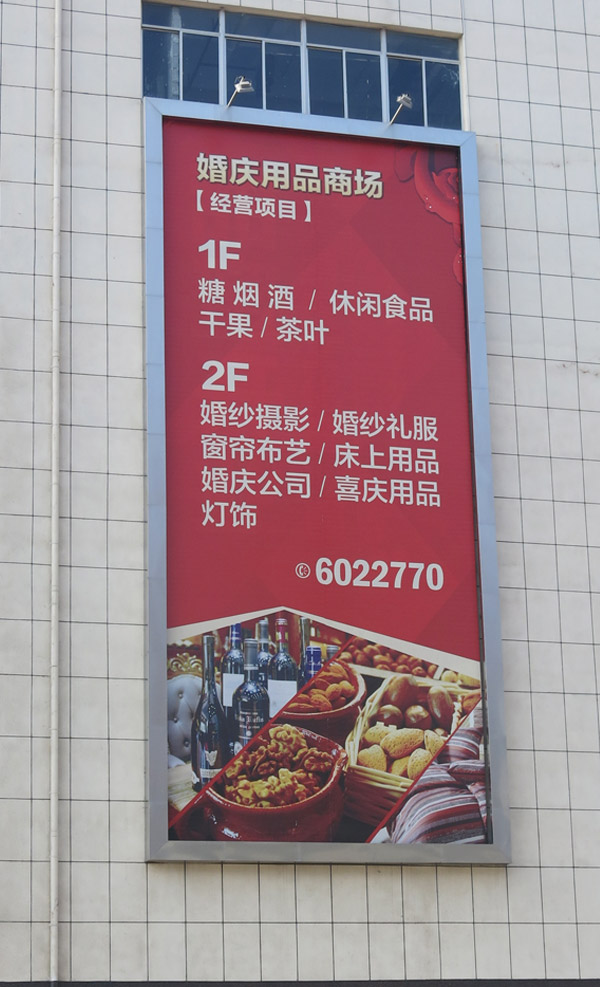 婚庆用品商场
【经营项目】
1F
糖 烟 酒 / 休闲食品
干果 / 茶叶
2F
婚纱摄影 / 婚纱礼服
窗帘布艺 / 床上用品
婚庆公司 / 喜庆用品
灯饰
6022770